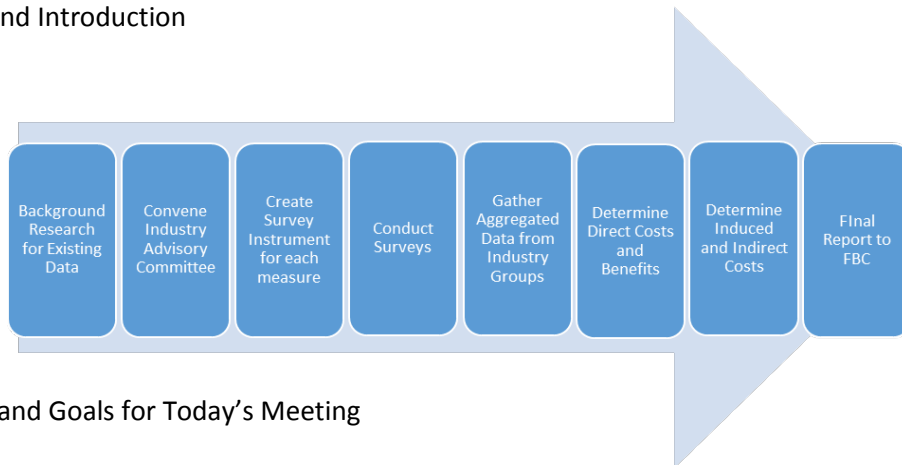 nd Introduction
Background
Research
for Existing
Data
Convene
Industry
Advisory
Committee
Create
Survey
Instrument
for each
measure
Conduct
Surveys
Gather
Aggregated
Data from
Industry
Groups
Determine
Direct Costs
and
Benefits
Determine
Induced
and Indirect
Costs
FInal
Report to
FBC
and Goals for Today's Meeting